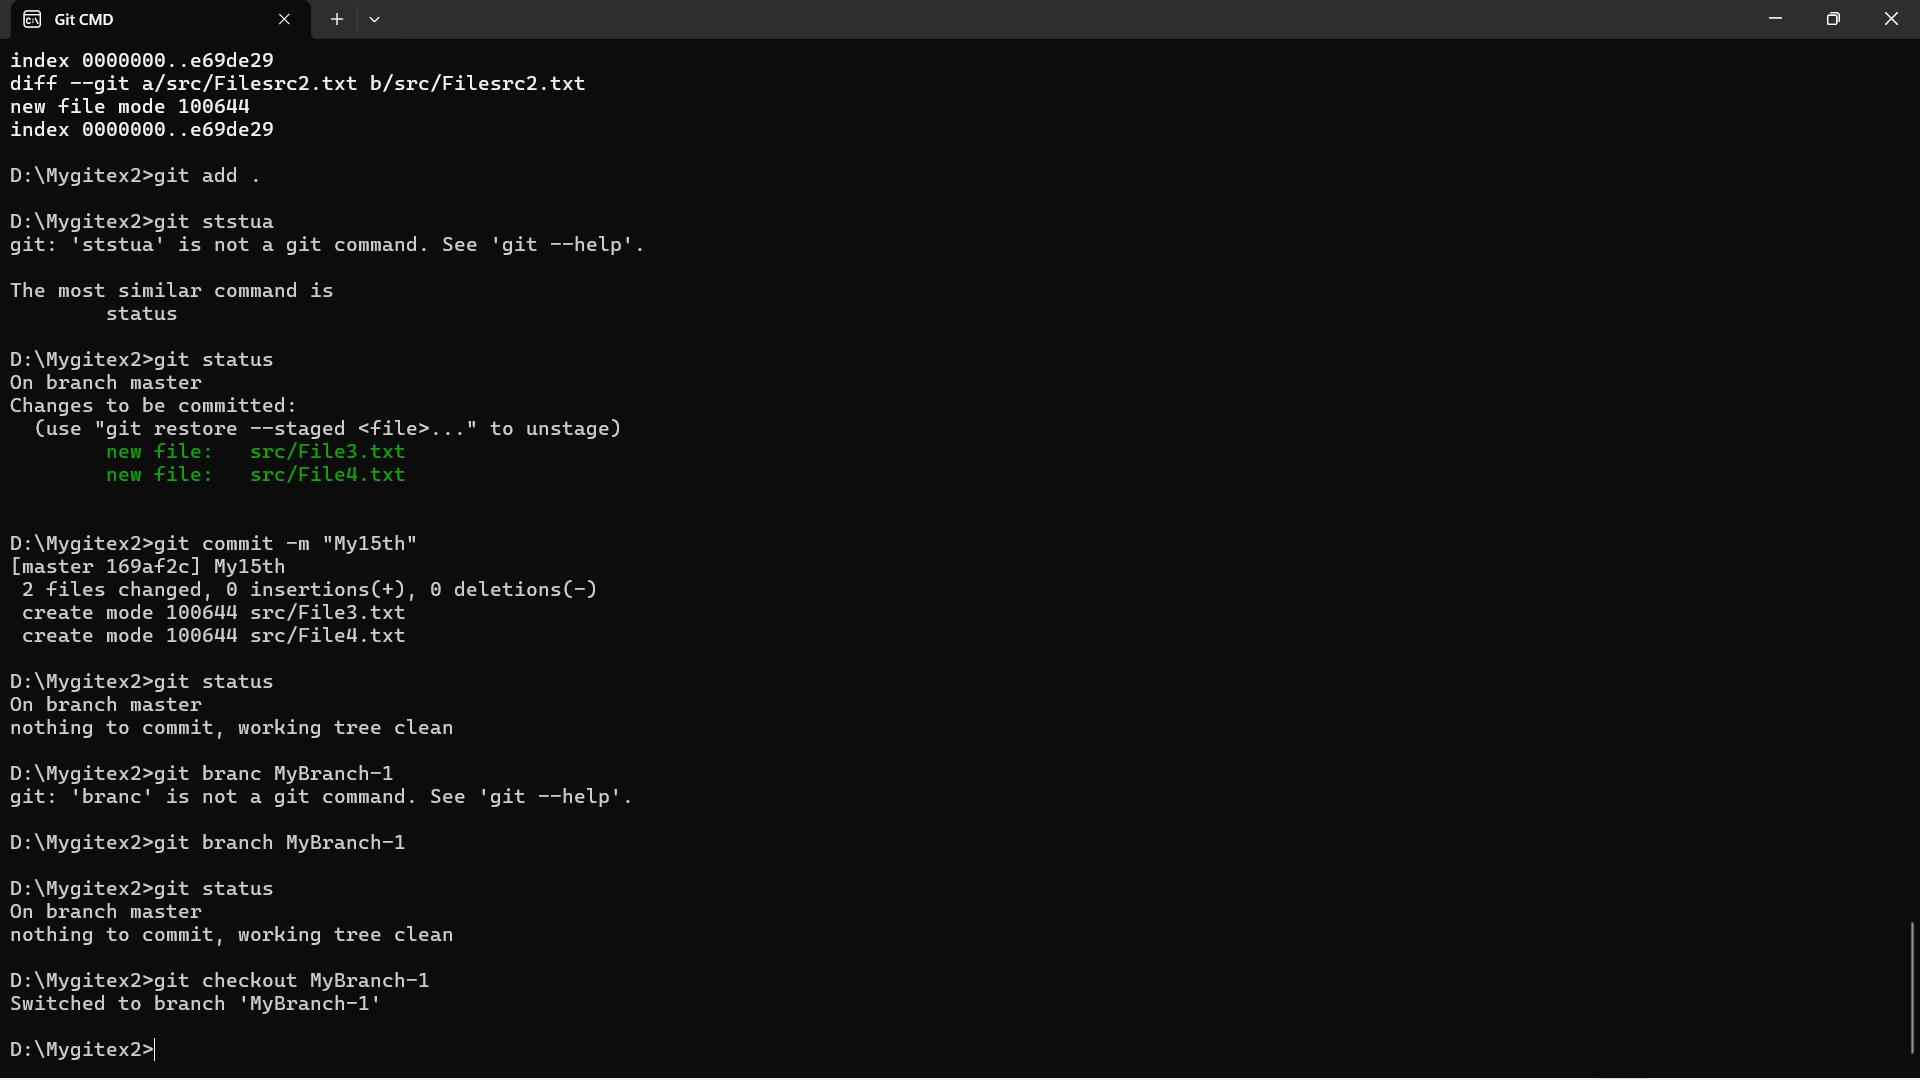 Git CMD
index 0000000..e69de29
diff --git a/src/Filesrc2.txt b/src/Filesrc2.txt
new file mode 100644
index 0000000..e69de29
D:\Mygitex2>git add .
D:\Mygitex2>git ststua
git: 'ststua' is not a git command. See 'git --help'.
The most similar command is
        status
D:\Mygitex2>git status
On branch master
Changes to be committed:
  (use "git restore --staged <file>..." to unstage)
        new file:   src/File3.txt
        new file:   src/File4.txt
D:\Mygitex2>git commit -m "My15th"
[master 169af2c] My15th
 2 files changed, 0 insertions(+), 0 deletions(-)
 create mode 100644 src/File3.txt
 create mode 100644 src/File4.txt
D:\Mygitex2>git status
On branch master
nothing to commit, working tree clean
D:\Mygitex2>git branc MyBranch-1
git: 'branc' is not a git command. See 'git --help'.
D:\Mygitex2>git branch MyBranch-1
D:\Mygitex2>git status
On branch master
nothing to commit, working tree clean
D:\Mygitex2>git checkout MyBranch-1
Switched to branch 'MyBranch-1'
D:\Mygitex2>